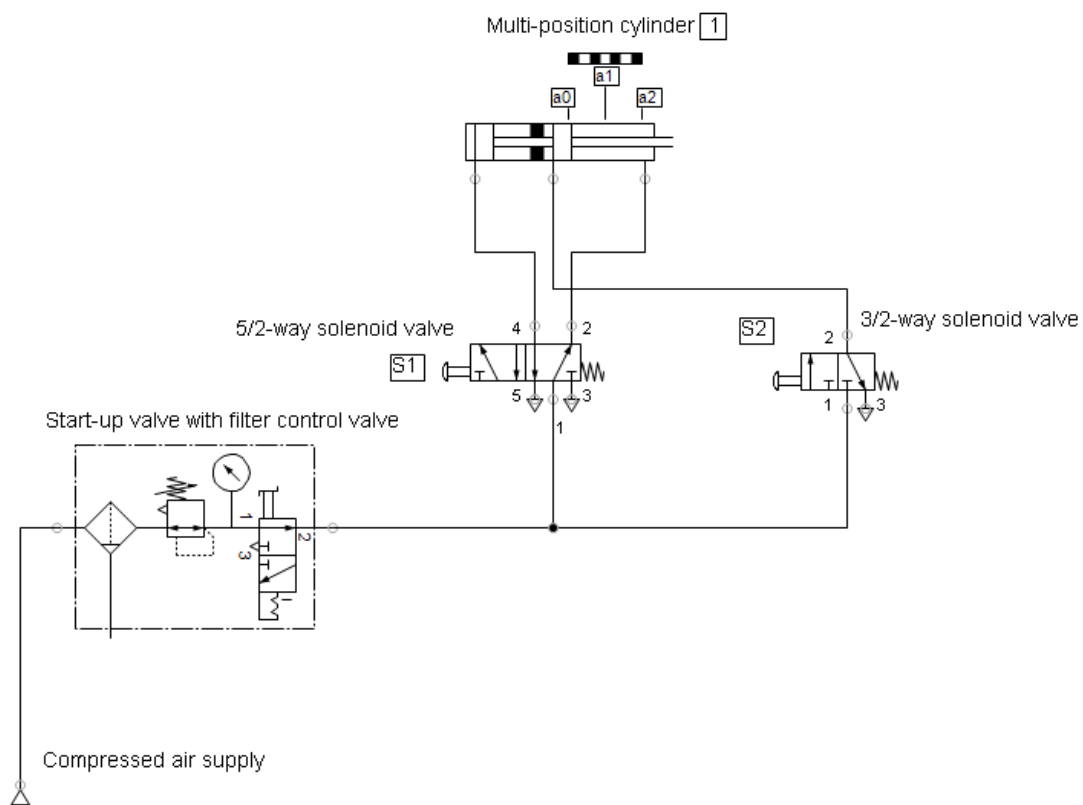 Multi-position cylinder 1
a1
a0 a2
5/2-way solenoid valve 4 2
S1
5 3
1
S2 3/2-way solenoid valve
2
1 3
Start-up valve with filter control valve
1
2
3
Compressed air supply